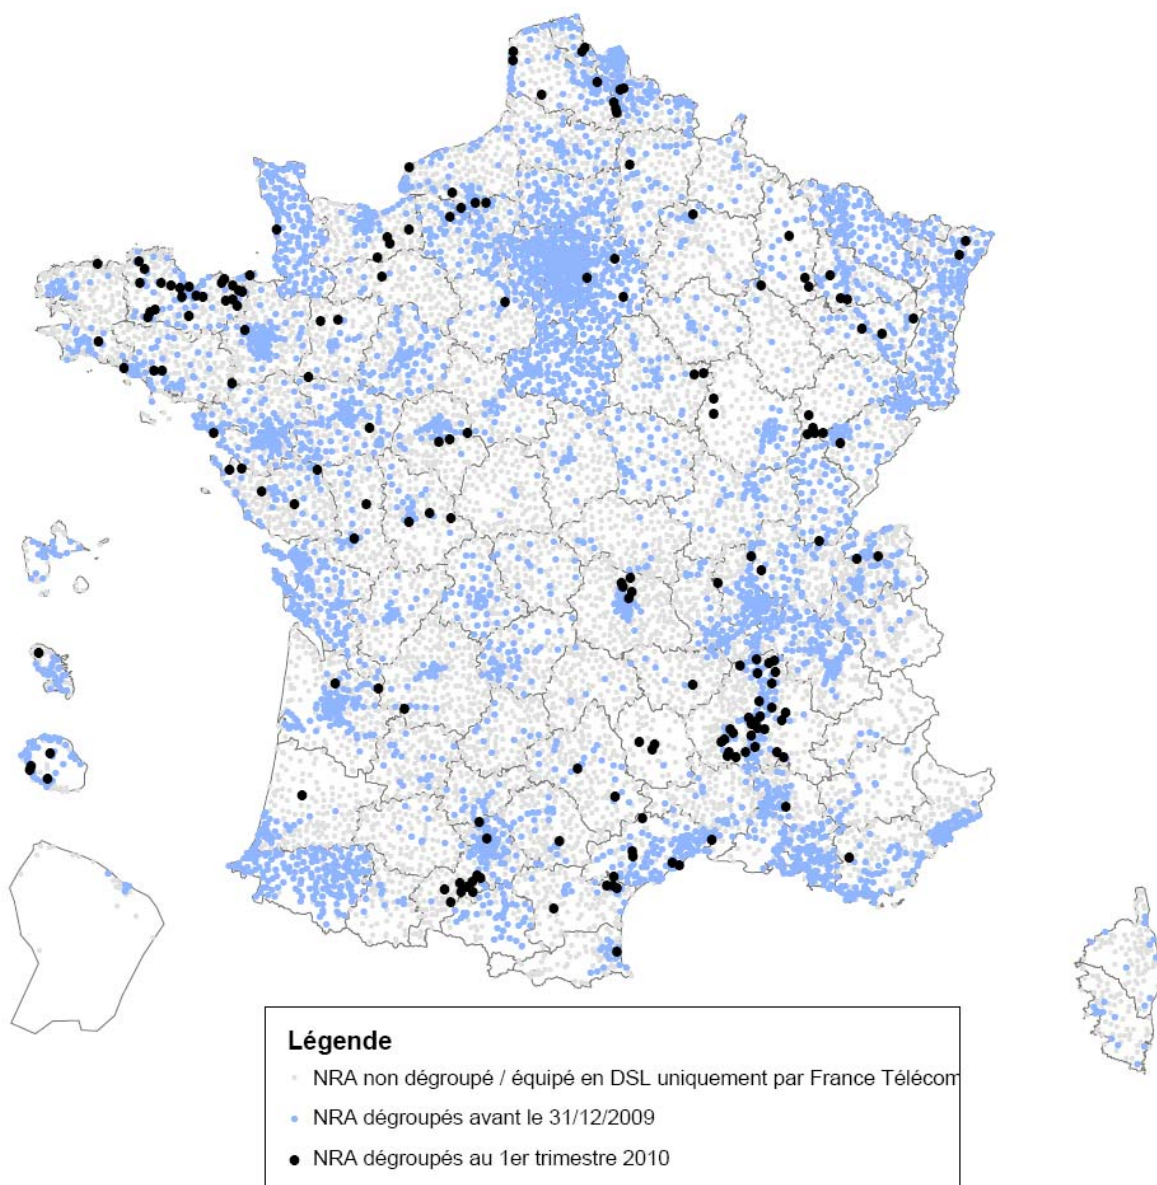 Légende
NRA non dégroupé / équipé en DSL uniquement par France Télécom
NRA dégroupés avant le 31/12/2009
NRA dégroupés au 1er trimestre 2010